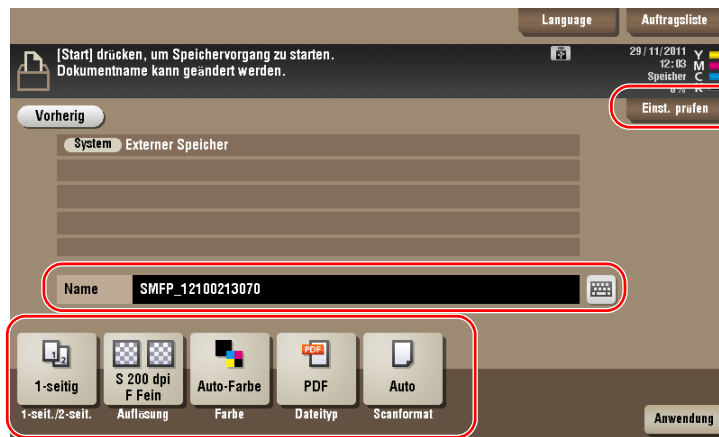 Language
Auftragsliste
[Start] drücken, um Speichervorgang zu starten.
Dokumentname kann geändert werden.
29/11/2011
12:03
Speicher
0%
Y
M
C
K
Vorherig
Einst. prüfen
System Externer Speicher
Name SMFP_12100213070
1-seitig
S 200 dpi
F Fein
Auto-Farbe
PDF
PDF
Auto
1-seit./2-seit.
Auflösung
Farbe
Dateityp
Scanformat
Anwendung